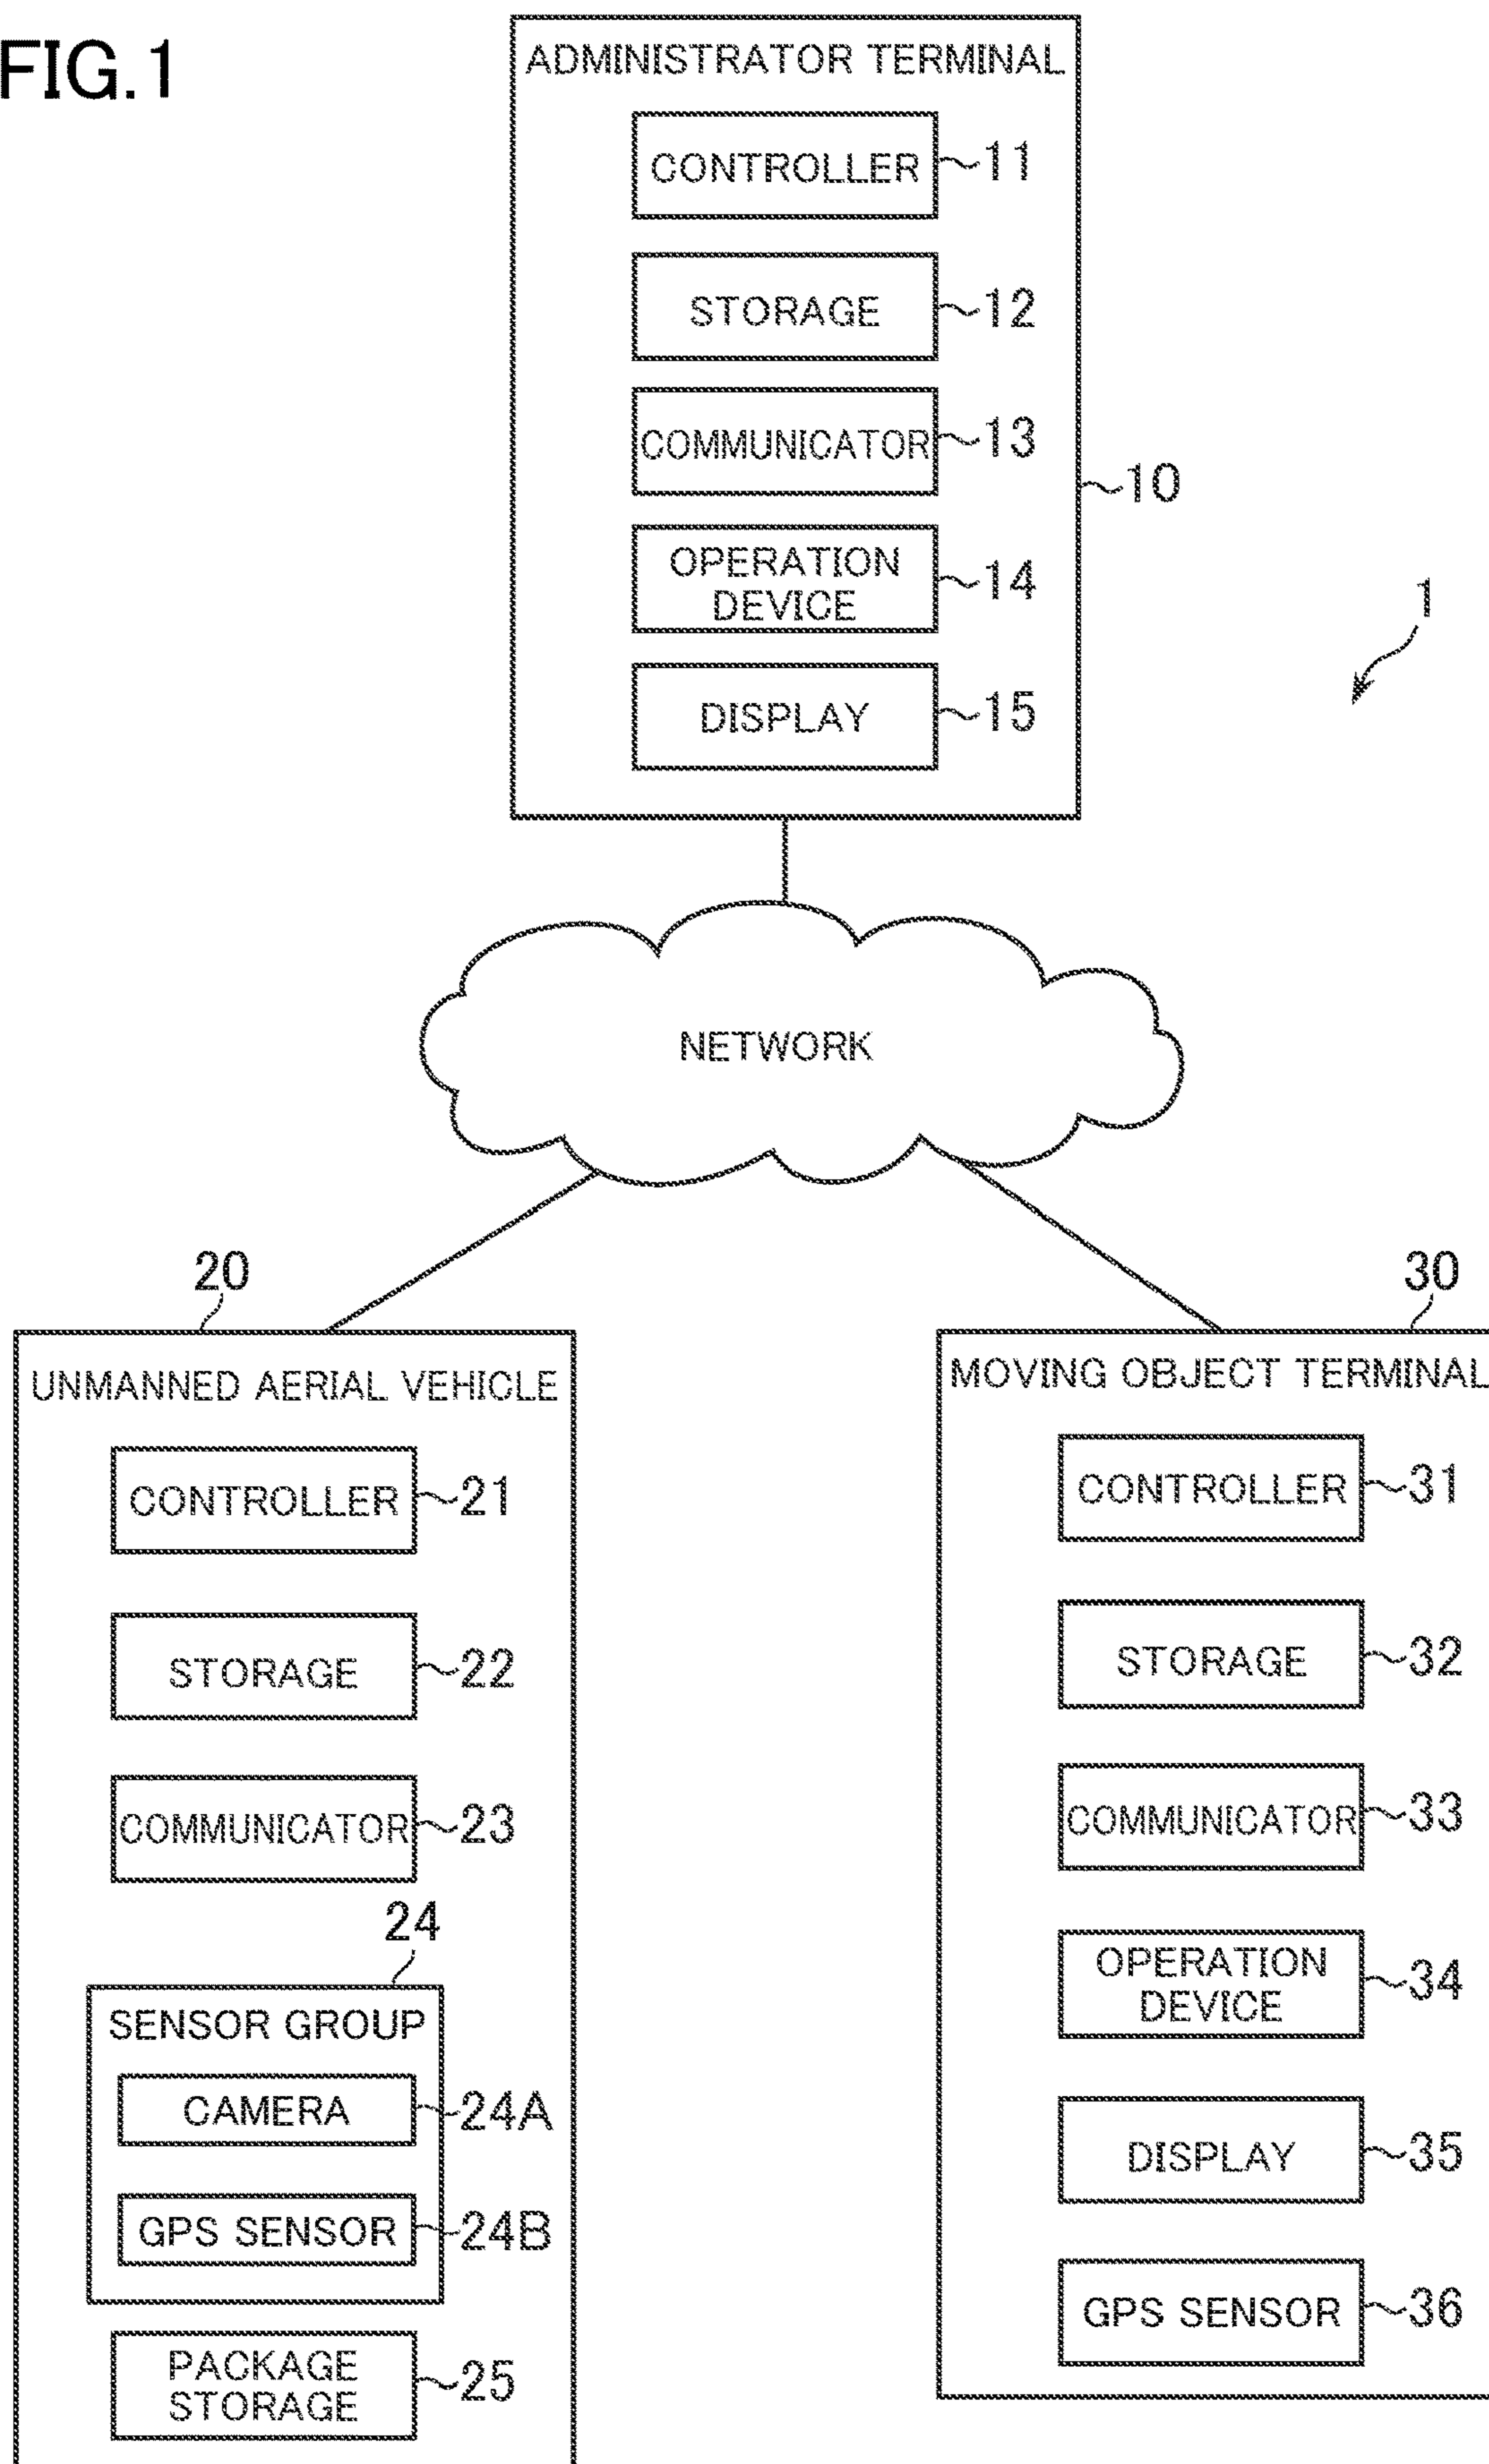 FIG.1
ADMINISTRATOR TERMINAL
CONTROLLER
11
STORAGE
12
COMMUNICATOR
13
10
OPERATION
DEVICE
14
1
DISPLAY
15
NETWORK
20
UNMANNED AERIAL VEHICLE
CONTROLLER
21
STORAGE
22
COMMUNICATOR
23
24
SENSOR GROUP
CAMERA
24A
GPS SENSOR
24B
PACKAGE
STORAGE
25
30
MOVING OBJECT TERMINAL
CONTROLLER
31
STORAGE
32
COMMUNICATOR
33
OPERATION
DEVICE
34
DISPLAY
35
GPS SENSOR
36